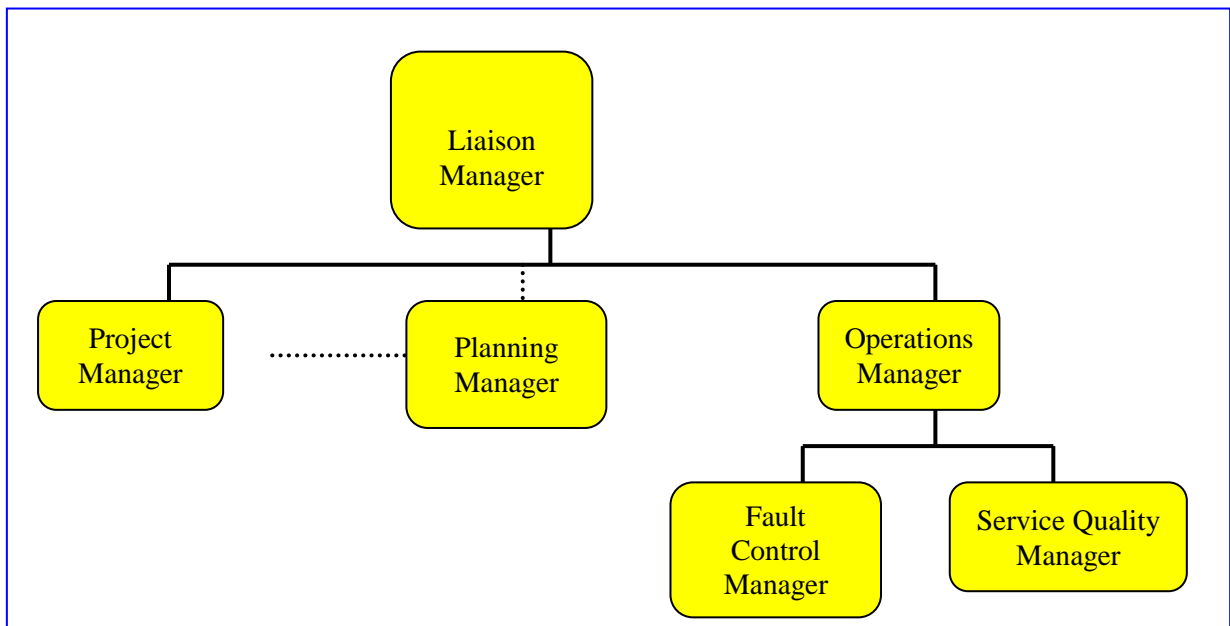 Liaison
Manager
Project
Manager
Planning
Manager
Operations
Manager
Fault
Control
Manager
Service Quality
Manager